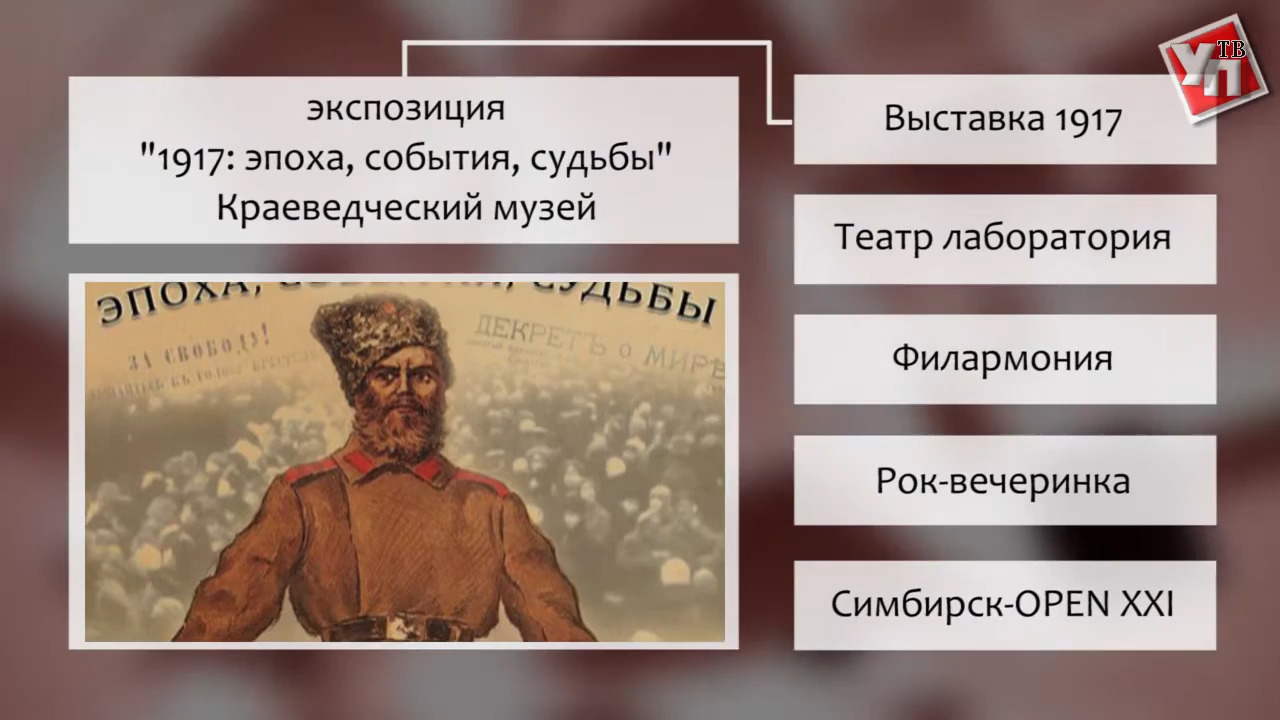 экспозиция
"1917: эпоха, события, судьбы"
Краеведческий музей
ЭПОХА, СУДЬБЫ
ЗА СВОБОДУ!
ДЕКРЕТЪ о МИРѢ
Выставка 1917
Театр лаборатория
Филармония
Рок-вечеринка
Симбирск-OPEN XXI
УП ТВ